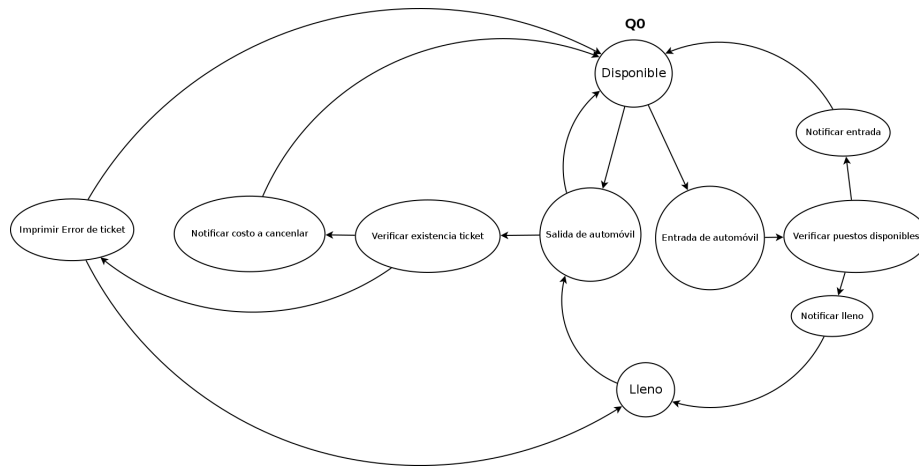 Q0
Disponible
Notificar entrada
Imprimir Error de ticket
Notificar costo a cancenlar
Verificar existencia ticket
Salida de automóvil
Entrada de automóvil
Verificar puestos disponibles
Notificar lleno
Lleno